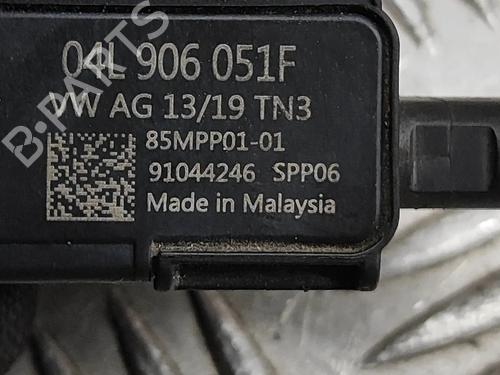 04L 906 051F
VW AG 13/19 TN3
85MPP01-01
91044246 SPP06
Made in Malaysia
B-PARTS